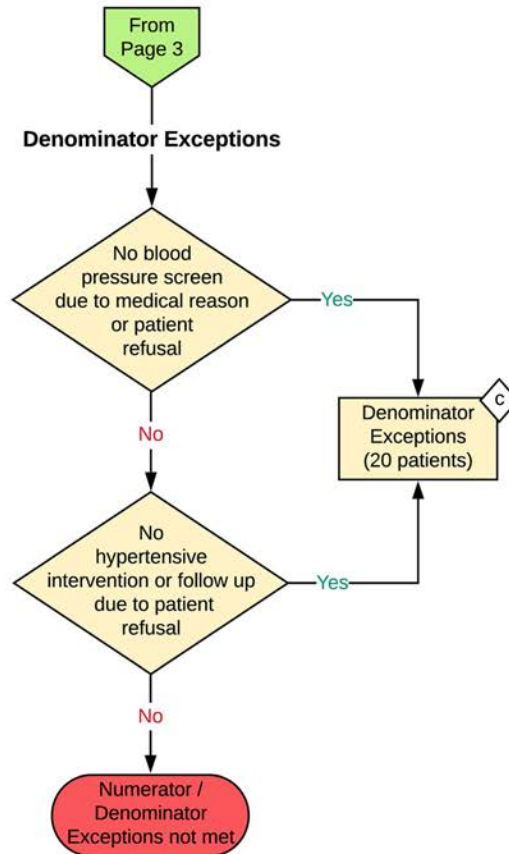 From
Page 3
Denominator Exceptions
No blood
pressure screen
due to medical reason
or patient
refusal
Yes
c
Denominator
Exceptions
(20 patients)
No
No
hypertensive
intervention or follow up
due to patient
refusal
Yes
No
Numerator /
Denominator
Exceptions not met